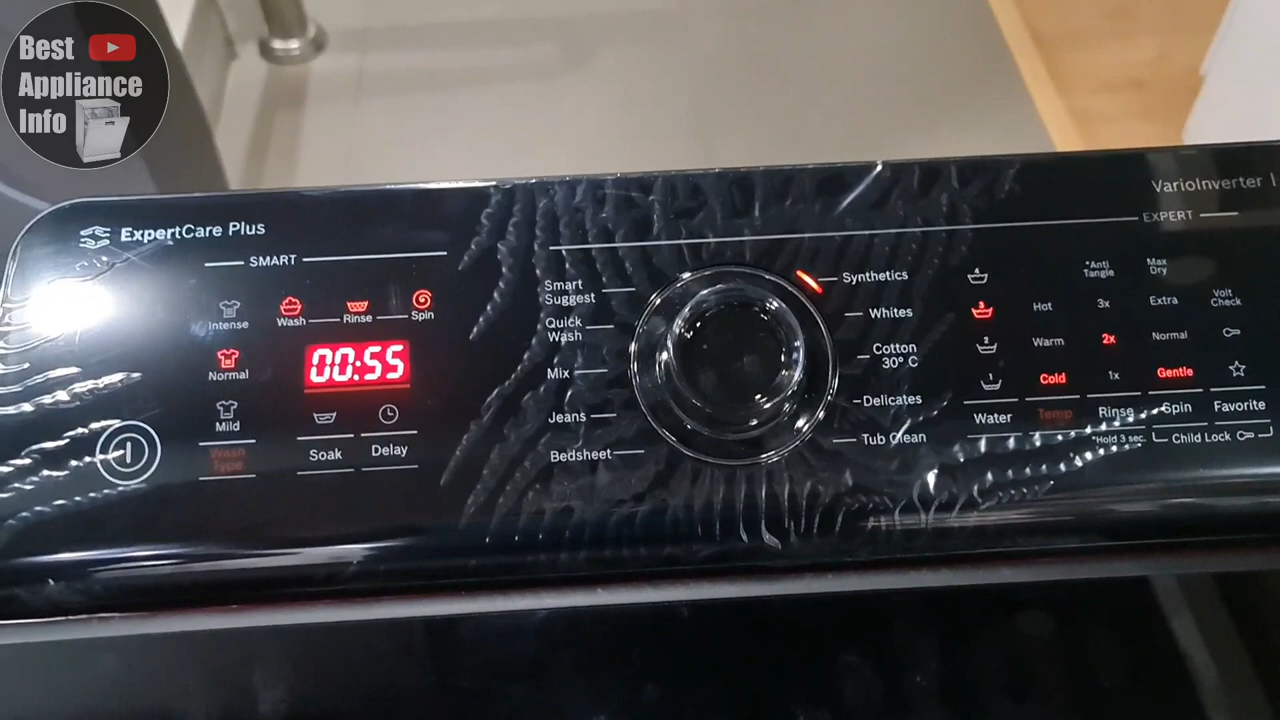 Best
Appliance
Info
ExpertCare Plus
VarioInverter
SMART
EXPERT
Intense
Wash
Rinse
Spin
Normal
00:55
Mild
Wash
Type
Soak
Delay
Smart
Suggest
Quick
Wash
Mix
Jeans
Bedsheet
Synthetics
Whites
Cotton
30° C
Delicates
Tub Clean
4
3
2
1
Water
Hot
Warm
Cold
Temp
*Anti
Tangle
3x
2x
1x
Rinse
*Hold 3 sec.
Max
Dry
Extra
Normal
Gentle
Spin
Volt
Check
Favorite
Child Lock